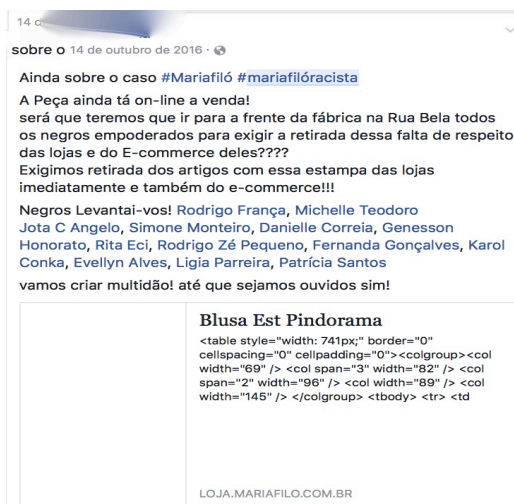 14 d
sobre o 14 de outubro de 2016 ·
Ainda sobre o caso #Mariafiló #mariafilóracista
A Peça ainda tá on-line a venda!
será que teremos que ir para a frente da fábrica na Rua Bela todos
os negros empoderados para exigir a retirada dessa falta de respeito
das lojas e do E-commerce deles????
Exigimos retirada dos artigos com essa estampa das lojas
imediatamente e também do e-commerce!!!
Negros Levantai-vos! Rodrigo França, Michelle Teodoro
Jota C Angelo, Simone Monteiro, Danielle Correia, Genesson
Honorato, Rita Eci, Rodrigo Zé Pequeno, Fernanda Gonçalves, Karol
Conka, Evellyn Alves, Ligia Parreira, Patrícia Santos
vamos criar multidão! até que sejamos ouvidos sim!
Blusa Est Pindorama
<table style="width: 741px;" border="0"
cellspacing="0" cellpadding="0"><colgroup><col
width="69" /> <col span="3" width="82" /> <col
span="2" width="96" /> <col width="89" /> <col
width="145" /> </colgroup> <tbody> <tr> <td
LOJA.MARIAFILO.COM.BR